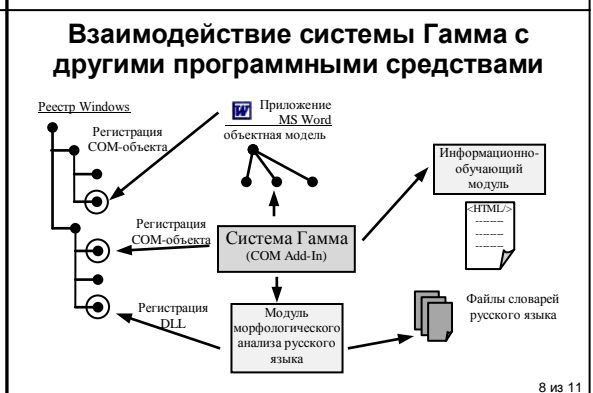 Взаимодействие системы Гамма с
другими программными средствами
Реестр Windows
Регистрация
COM-объекта
W
Приложение
MS Word
объектная модель
Информационно-
обучающий
модуль
<HTML/>
--------
--------
--------
Регистрация
COM-объекта
Система Гамма
(COM Add-In)
Регистрация
DLL
Модуль
морфологического
анализа русского
языка
Файлы словарей
русского языка
8 из 11